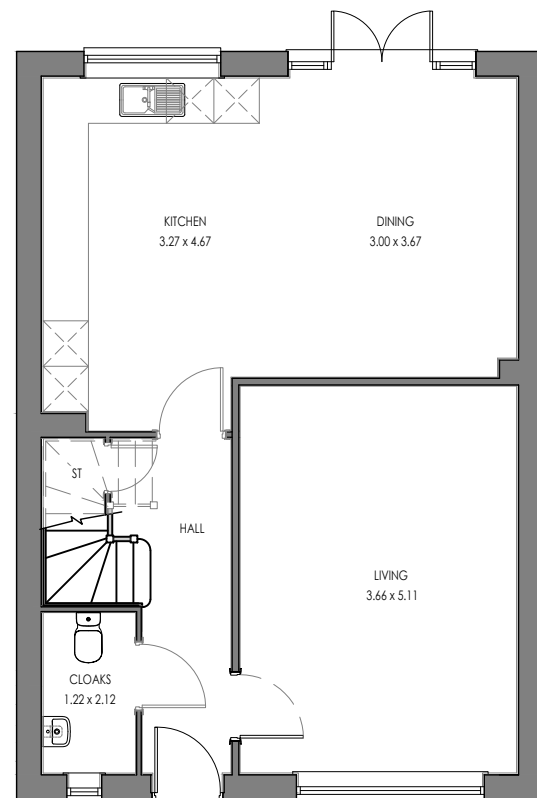 KITCHEN
3.27 x 4.67
DINING
3.00 x 3.67
ST
HALL
LIVING
3.66 x 5.11
CLOAKS
1.22 x 2.12